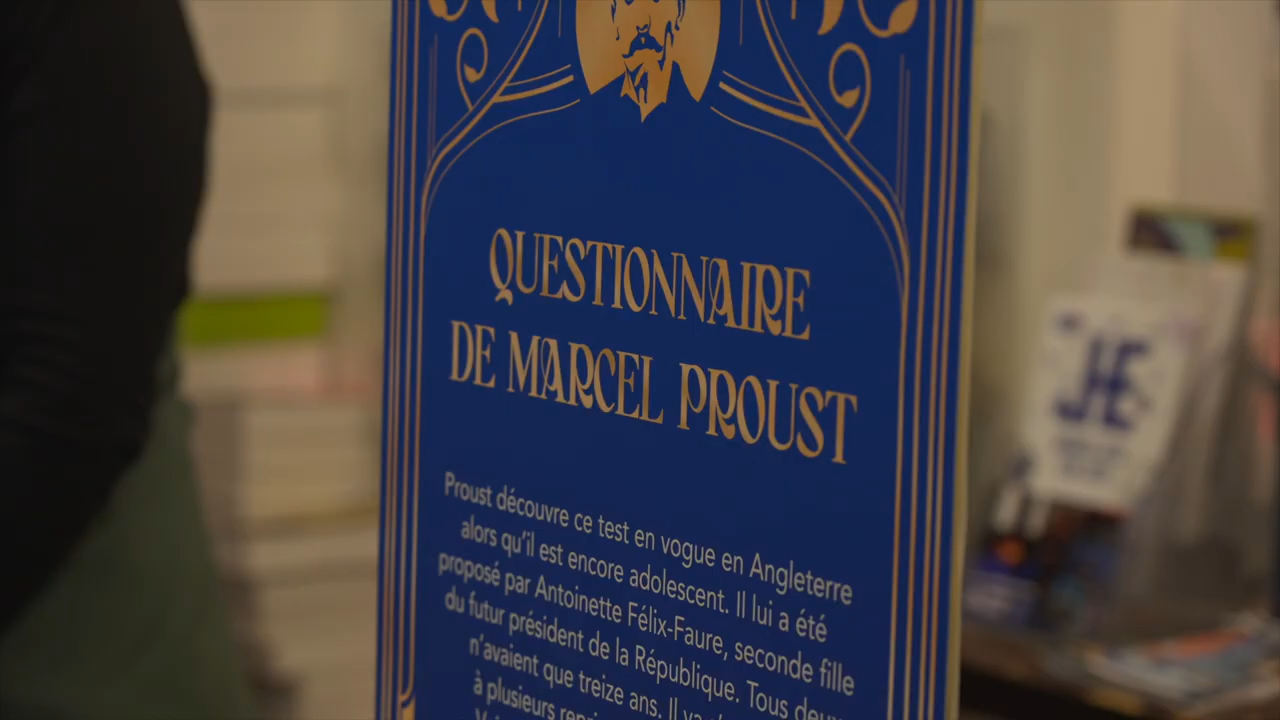 QUESTIONNAIRE
DE MARCEL PROUST
Proust découvre ce test en vogue en Angleterre
alors qu'il est encore adolescent. Il lui a été
proposé par Antoinette Félix-Faure, seconde fille
du futur président de la République. Tous deux
n'avaient que treize ans. Il
à plusieurs